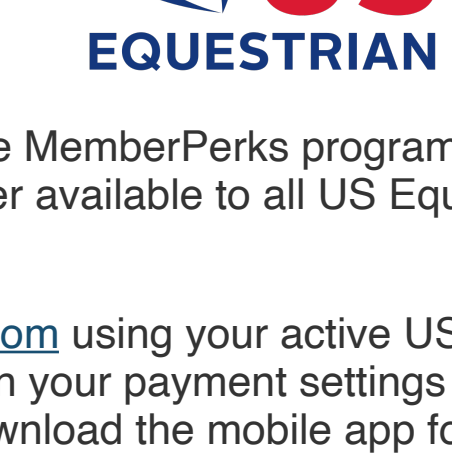 US
EQUESTRIAN
e MemberPerks program
er available to all US Equ
om using your active US
n your payment settings
wnload the mobile app fo